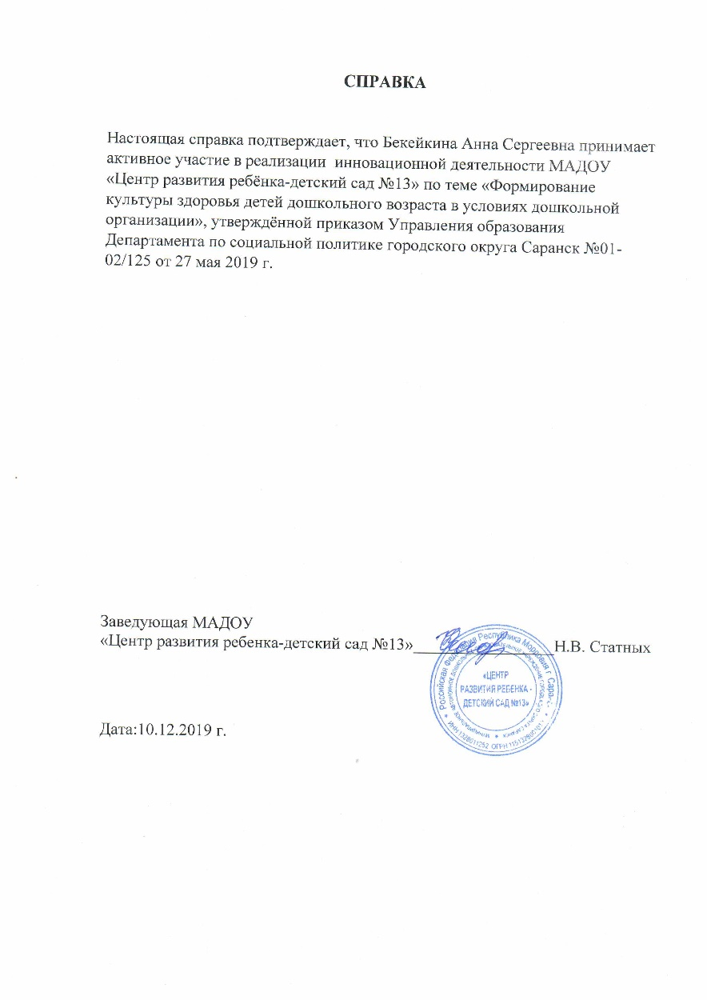 СПРАВКА
Настоящая справка подтверждает, что Бекейкина Анна Сергеевна принимает
активное участие в реализации инновационной деятельности МАДОУ
«Центр развития ребёнка-детский сад №13» по теме «Формирование
культуры здоровья детей дошкольного возраста в условиях дошкольной
организации», утверждённой приказом Управления образования
Департамента по социальной политике городского округа Саранск №01-
02/125 от 27 мая 2019 г.
Заведующая МАДОУ
«Центр развития ребенка-детский сад №13»________________Н.В. Статных
Российская Федерация Республика Мордовия г.
«ЦЕНТР
РАЗВИТИЯ РЕБЕНКА -
ДЕТСКИЙ САД №13»
ИНН 1328011252 ОГРН
Дата:10.12.2019 г.